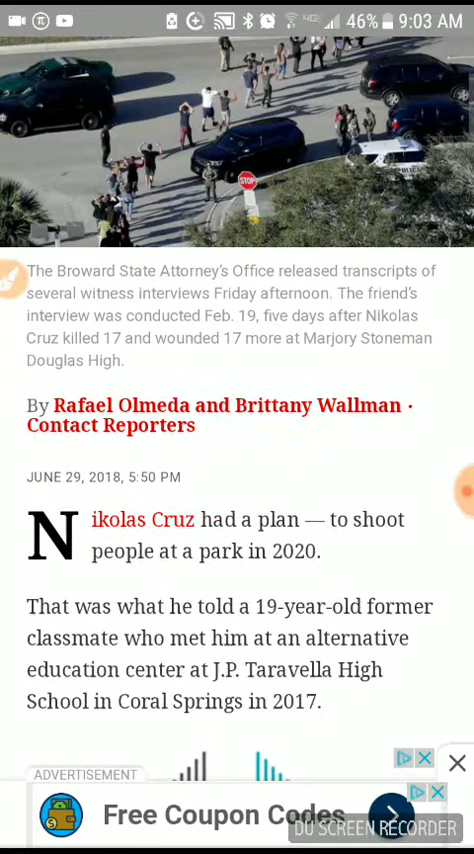 46% 9:03 AM
STOP
POLICE
The Broward State Attorney's Office released transcripts of
several witness interviews Friday afternoon. The friend's
interview was conducted Feb. 19, five days after Nikolas
Cruz killed 17 and wounded 17 more at Marjory Stoneman
Douglas High.
By Rafael Olmeda and Brittany Wallman ·
Contact Reporters
JUNE 29, 2018, 5:50 PM
Nikolas Cruz had a plan — to shoot
people at a park in 2020.
That was what he told a 19-year-old former
classmate who met him at an alternative
education center at J.P. Taravella High
School in Coral Springs in 2017.
ADVERTISEMENT
Free Coupon Codes
DU SCREEN RECORDER